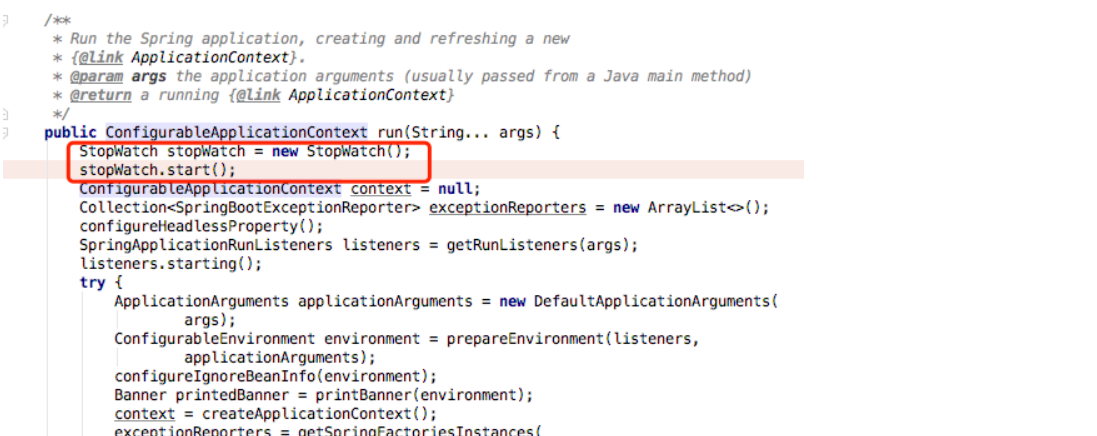 /**
 * Run the Spring application, creating and refreshing a new
 * {@link ApplicationContext}.
 * @param args the application arguments (usually passed from a Java main method)
 * @return a running {@link ApplicationContext}
 */
public ConfigurableApplicationContext run(String... args) {
    StopWatch stopWatch = new StopWatch();
    stopWatch.start();
    ConfigurableApplicationContext context = null;
    Collection<SpringBootExceptionReporter> exceptionReporters = new ArrayList<>();
    configureHeadlessProperty();
    SpringApplicationRunListeners listeners = getRunListeners(args);
    listeners.starting();
    try {
        ApplicationArguments applicationArguments = new DefaultApplicationArguments(
                args);
        ConfigurableEnvironment environment = prepareEnvironment(listeners,
                applicationArguments);
        configureIgnoreBeanInfo(environment);
        Banner printedBanner = printBanner(environment);
        context = createApplicationContext();
        exceptionReporters = getSpringFactoriesInstances(